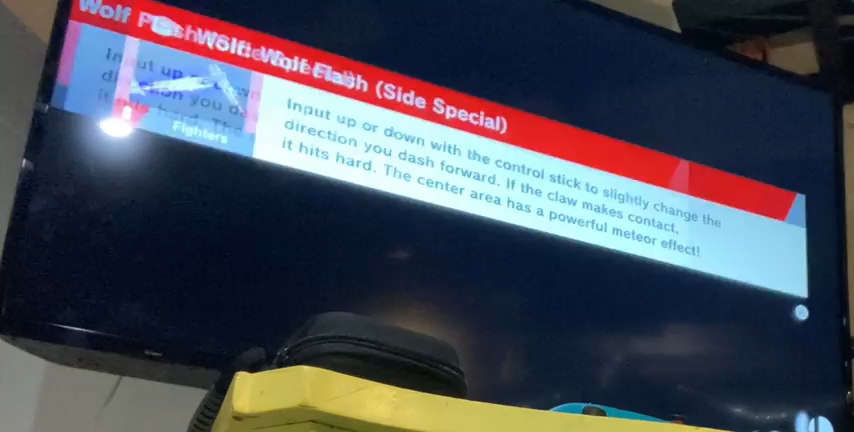 Wolf: Wolf Flash (Side Special)
Input up or down with the control stick to slightly change the
direction you dash forward. If the claw makes contact,
it hits hard. The center area has a powerful meteor effect!
Fighters